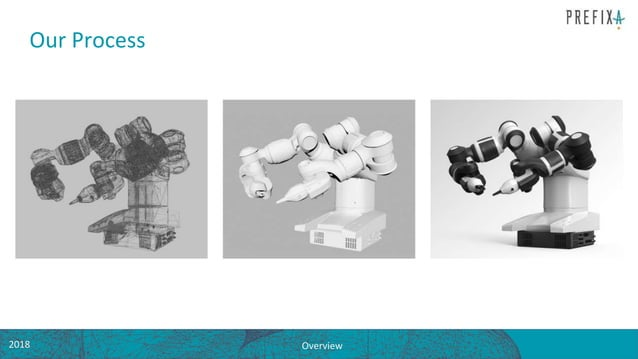 PREFIXA
Our Process
2018
Overview